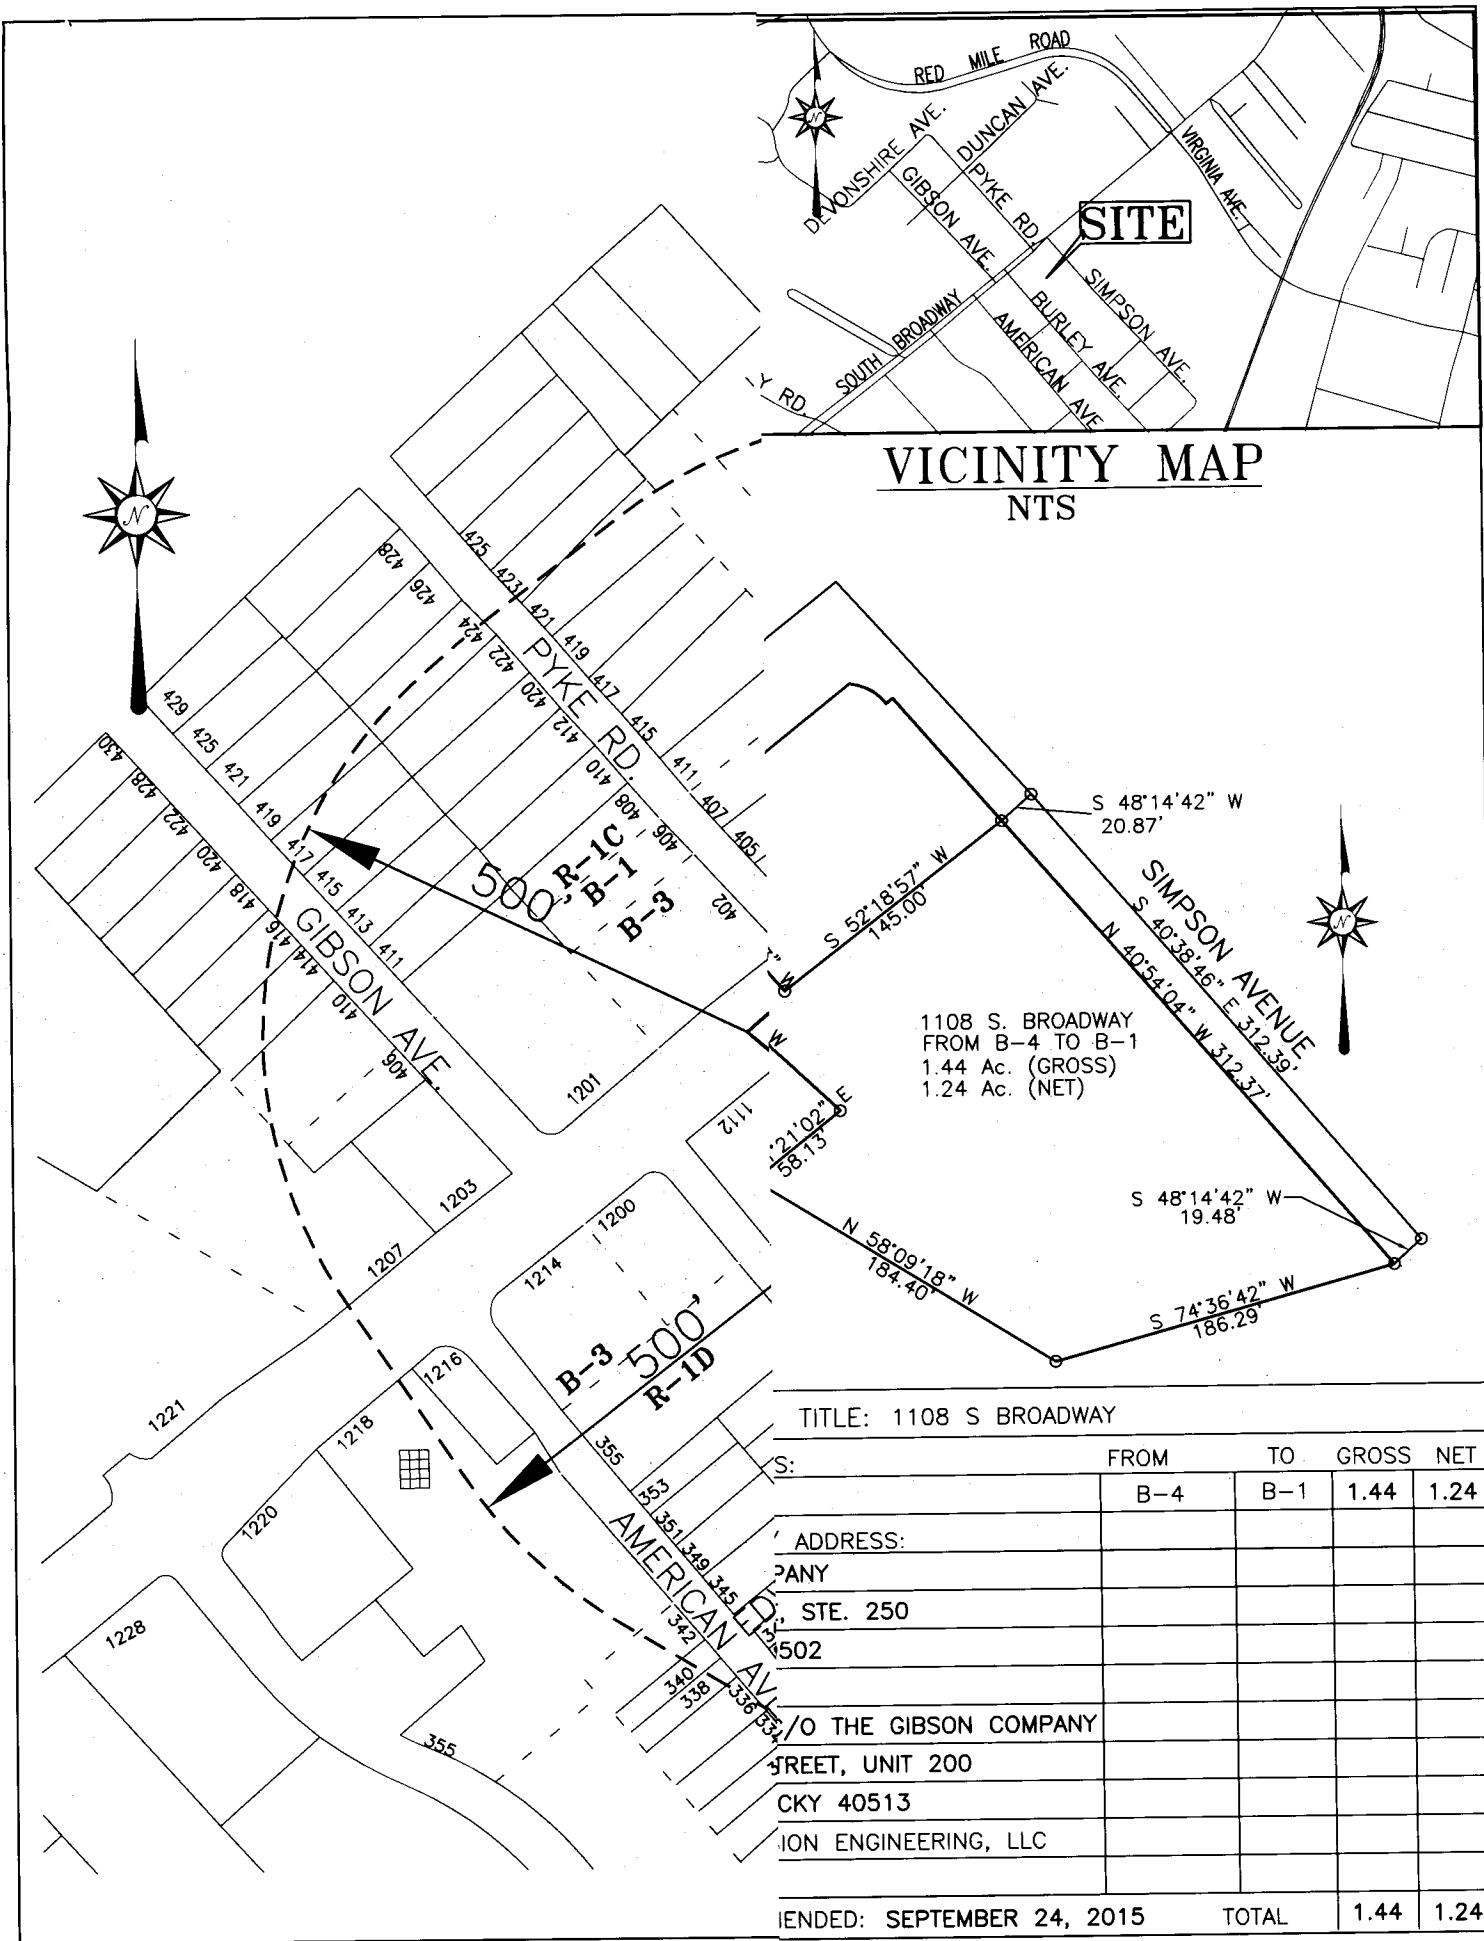 RED MILE ROAD
DEVONSHIRE AVE.
DUNCAN AVE.
GIBSON AVE.
PYKE RD.
VIRGINIA AVE.
SITE
SIMPSON AVE.
BURLEY AVE.
AMERICAN AVE
SOUTH BROADWAY
Y RD.
N
VICINITY MAP
NTS
N
425
423
421
419
417
415
411
407
405
PYKE RD.
428
426
424
422
420
412
410
408
406
402
429
425
421
419
417
415
413
411
GIBSON AVE.
430
428
422
420
418
416
414
410
406
500'
R-1C
B-1
B-3
1201
1112
1203
1207
1200
1214
1216
1218
1220
1221
1228
355
B-3
500'
R-1D
355
353
351
349
345
AMERICAN AVE
342
340
338
336
334
S 48°14'42" W
20.87'
S 52°18'57" W
145.00'
SIMPSON AVENUE
S 40°38'46" E 312.39'
N 40°54'04" W 312.37'
N
1108 S. BROADWAY
FROM B-4 TO B-1
1.44 Ac. (GROSS)
1.24 Ac. (NET)
W
W
E
21'02"
58.13'
S 48°14'42" W
19.48'
N 58°09'18" W
184.40'
S 74°36'42" W
186.29'
TITLE: 1108 S BROADWAY
S: FROM TO GROSS NET
B-4 B-1 1.44 1.24
ADDRESS:
PANY
, STE. 250
502
/O THE GIBSON COMPANY
TREET, UNIT 200
CKY 40513
ION ENGINEERING, LLC
ENDED: SEPTEMBER 24, 2015 TOTAL 1.44 1.24